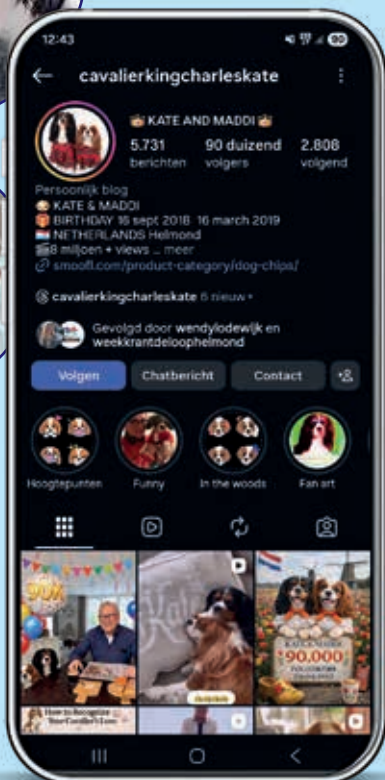 12:43
90
cavalierkingcharleskate
KATE AND MADDI
5.731 90 duizend 2.808
berichten volgers volgend
Persoonlijk blog
KATE & MADDI
BIRTHDAY 16 sept 2018 16 march 2019
NETHERLANDS Helmond
8 miljoen + views ... meer
smoofl.com/product-category/dog-chips/
cavalierkingcharleskate 6 nieuw
Gevolgd door wendylodewijk en
weekkrantdeloophelmond
Volgen Chatbericht Contact
Hoogtepunten Funny In the woods Fan art
90K
90,000
How to Recognize
Your Cavalier's Love